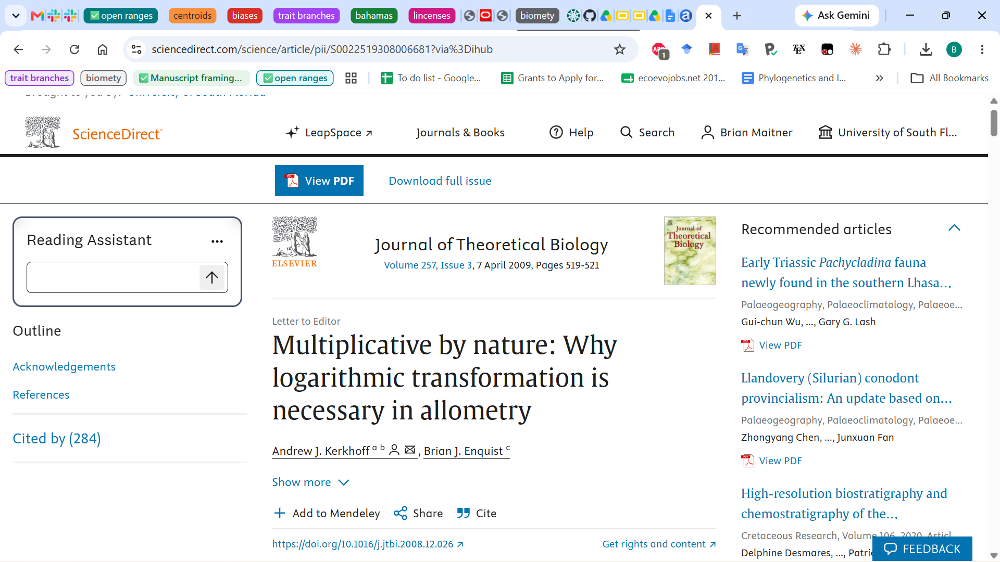 open ranges
centroids
biases
trait branches
bahamas
lincenses
biomety
Ask Gemini
sciencedirect.com/science/article/pii/S0022519308006681?via%3Dihub
1
B
trait branches
biomety
Manuscript framing...
open ranges
To do list - Google...
Grants to Apply for...
ecoevojobs.net 201...
Phylogenetics and I...
All Bookmarks
Brought to you by: University of South Florida
ScienceDirect
LeapSpace
Journals & Books
Help
Search
Brian Maitner
University of South Fl...
View PDF
Download full issue
Reading Assistant
Outline
Acknowledgements
References
Cited by (284)
ELSEVIER
Journal of Theoretical Biology
Volume 257, Issue 3, 7 April 2009, Pages 519-521
Journal of
Theoretical
Biology
Letter to Editor
Multiplicative by nature: Why
logarithmic transformation is
necessary in allometry
Andrew J. Kerkhoff a b, Brian J. Enquist c
Show more
Add to Mendeley
Share
Cite
https://doi.org/10.1016/j.jtbi.2008.12.026
Get rights and content
Recommended articles
Early Triassic Pachycladina fauna
newly found in the southern Lhasa...
Palaeogeography, Palaeoclimatology, Palaeoe...
Gui-chun Wu, ..., Gary G. Lash
View PDF
Llandovery (Silurian) conodont
provincialism: An update based on...
Palaeogeography, Palaeoclimatology, Palaeoe...
Zhongyang Chen, ..., Junxuan Fan
View PDF
High-resolution biostratigraphy and
chemostratigraphy of the...
Cretaceous Research, Volume 106, 2020, Articl
Delphine Desmares, ..., Patri
FEEDBACK